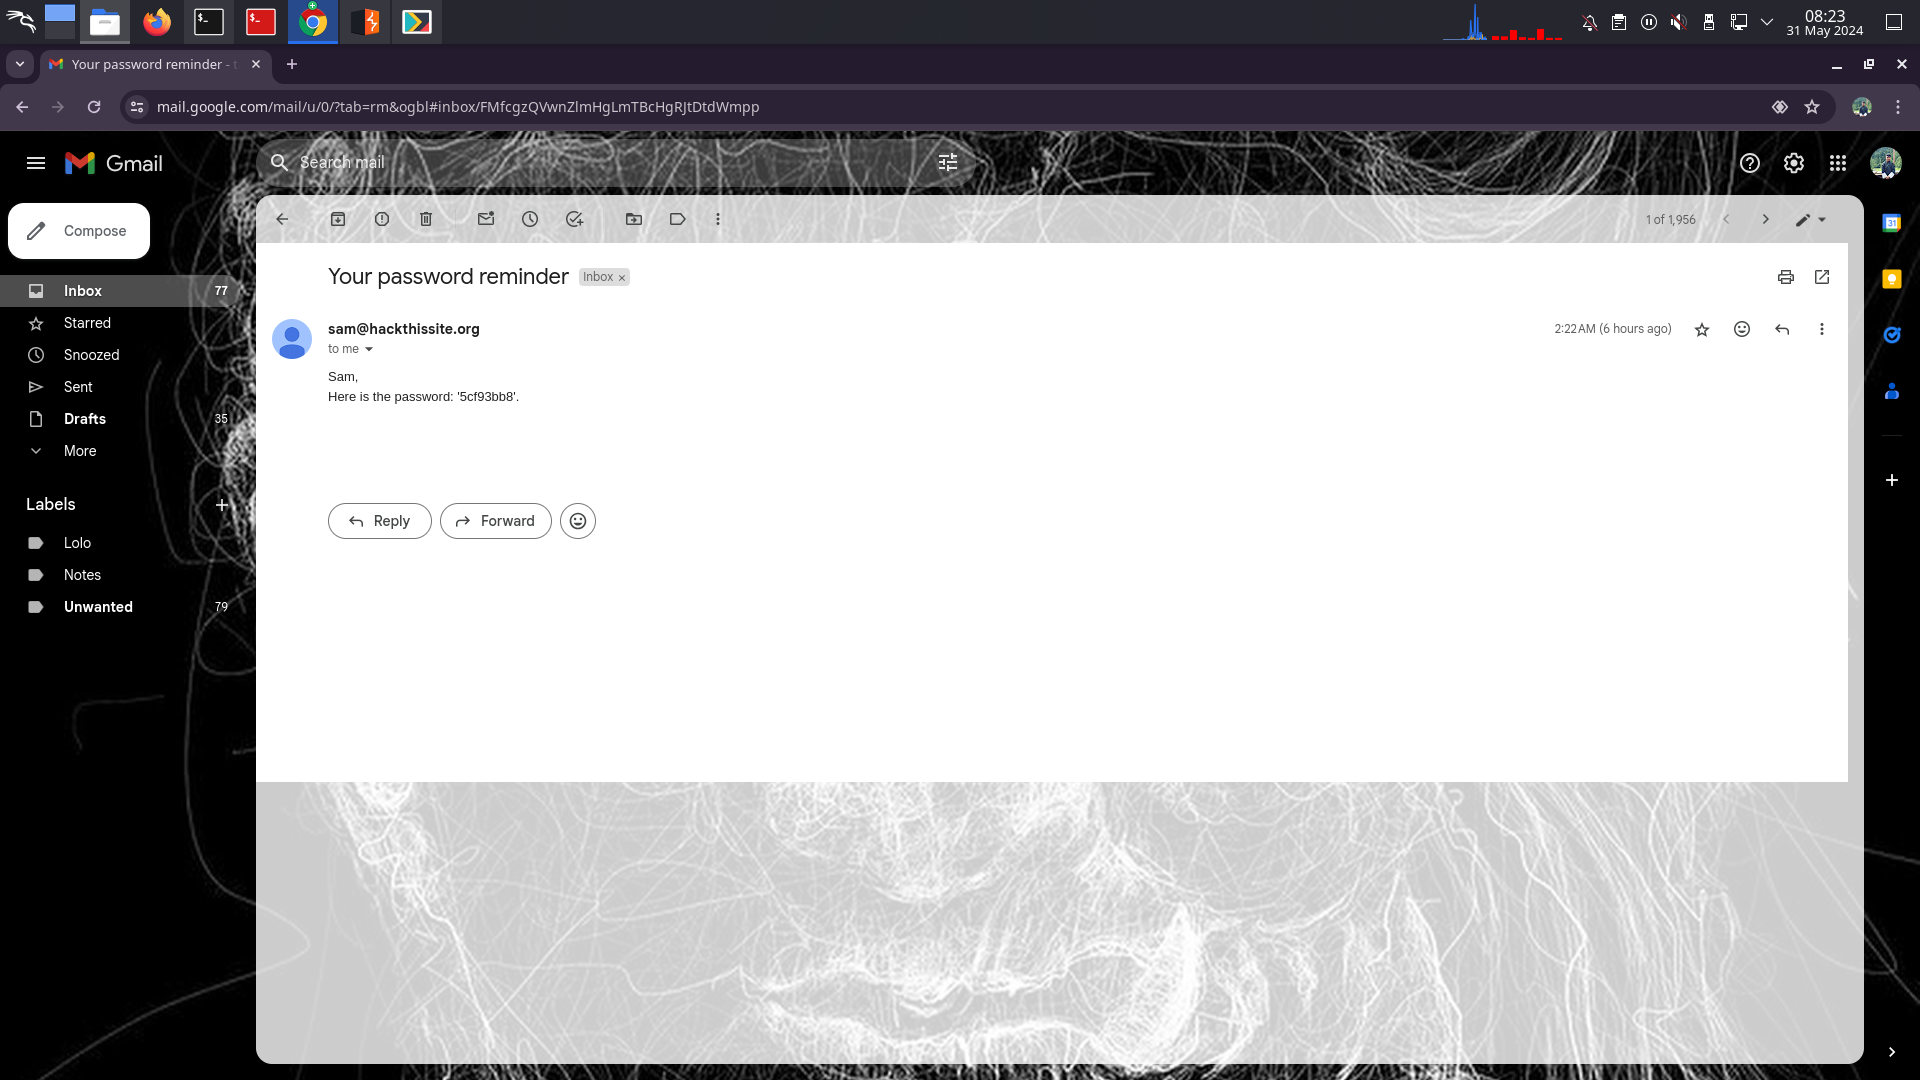 08:23
31 May 2024
Your password reminder - t
mail.google.com/mail/u/0/?tab=rm&ogbl#inbox/FMfcgzQVwnZlmHgLmTBcHgRJtDtdWmpp
Gmail
Search mail
Compose
1 of 1,956
Your password reminder
Inbox ×
Inbox 77
Starred
Snoozed
Sent
Drafts 35
More
Labels
Lolo
Notes
Unwanted 79
sam@hackthissite.org
2:22 AM (6 hours ago)
to me
Sam,
Here is the password: '5cf93bb8'.
Reply
Forward
31